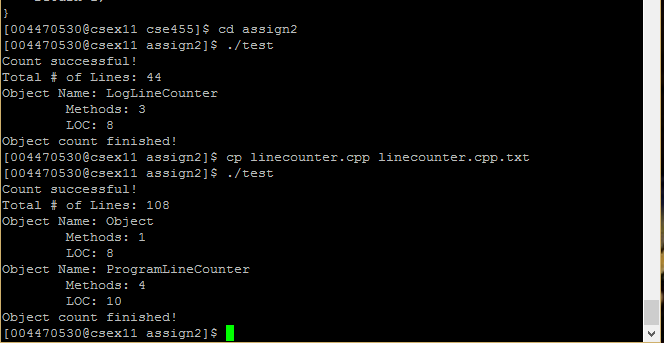 }
[004470530@csex11 cse455]$ cd assign2
[004470530@csex11 assign2]$ ./test
Count successful!
Total # of Lines: 44
Object Name: LogLineCounter
        Methods: 3
        LOC: 8
Object count finished!
[004470530@csex11 assign2]$ cp linecounter.cpp linecounter.cpp.txt
[004470530@csex11 assign2]$ ./test
Count successful!
Total # of Lines: 108
Object Name: Object
        Methods: 1
        LOC: 8
Object Name: ProgramLineCounter
        Methods: 4
        LOC: 10
Object count finished!
[004470530@csex11 assign2]$